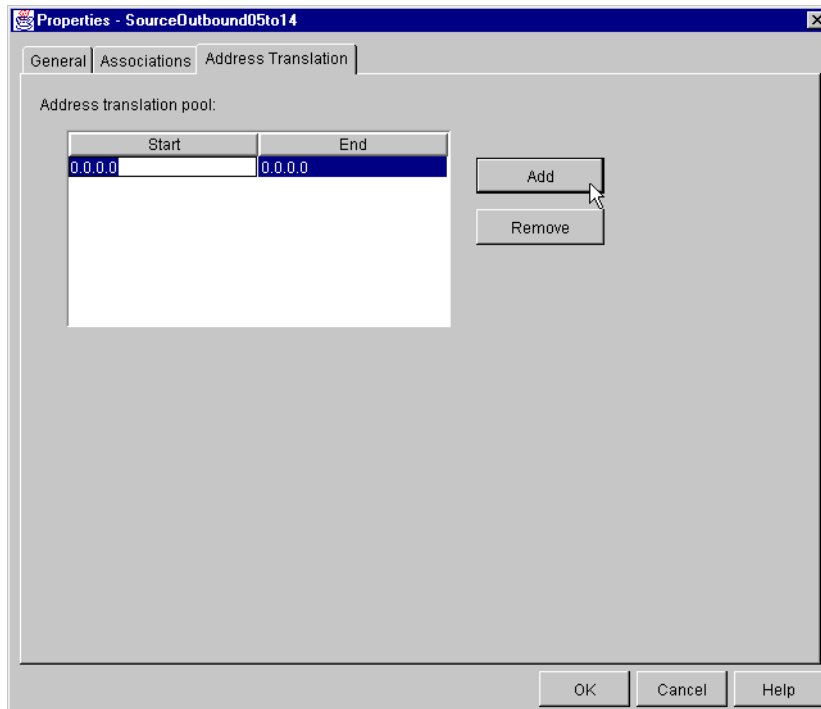 Properties - SourceOutbound05to14
General Associations Address Translation
Address translation pool:
Start End
0.0.0.0 0.0.0.0
Add
Remove
OK Cancel Help